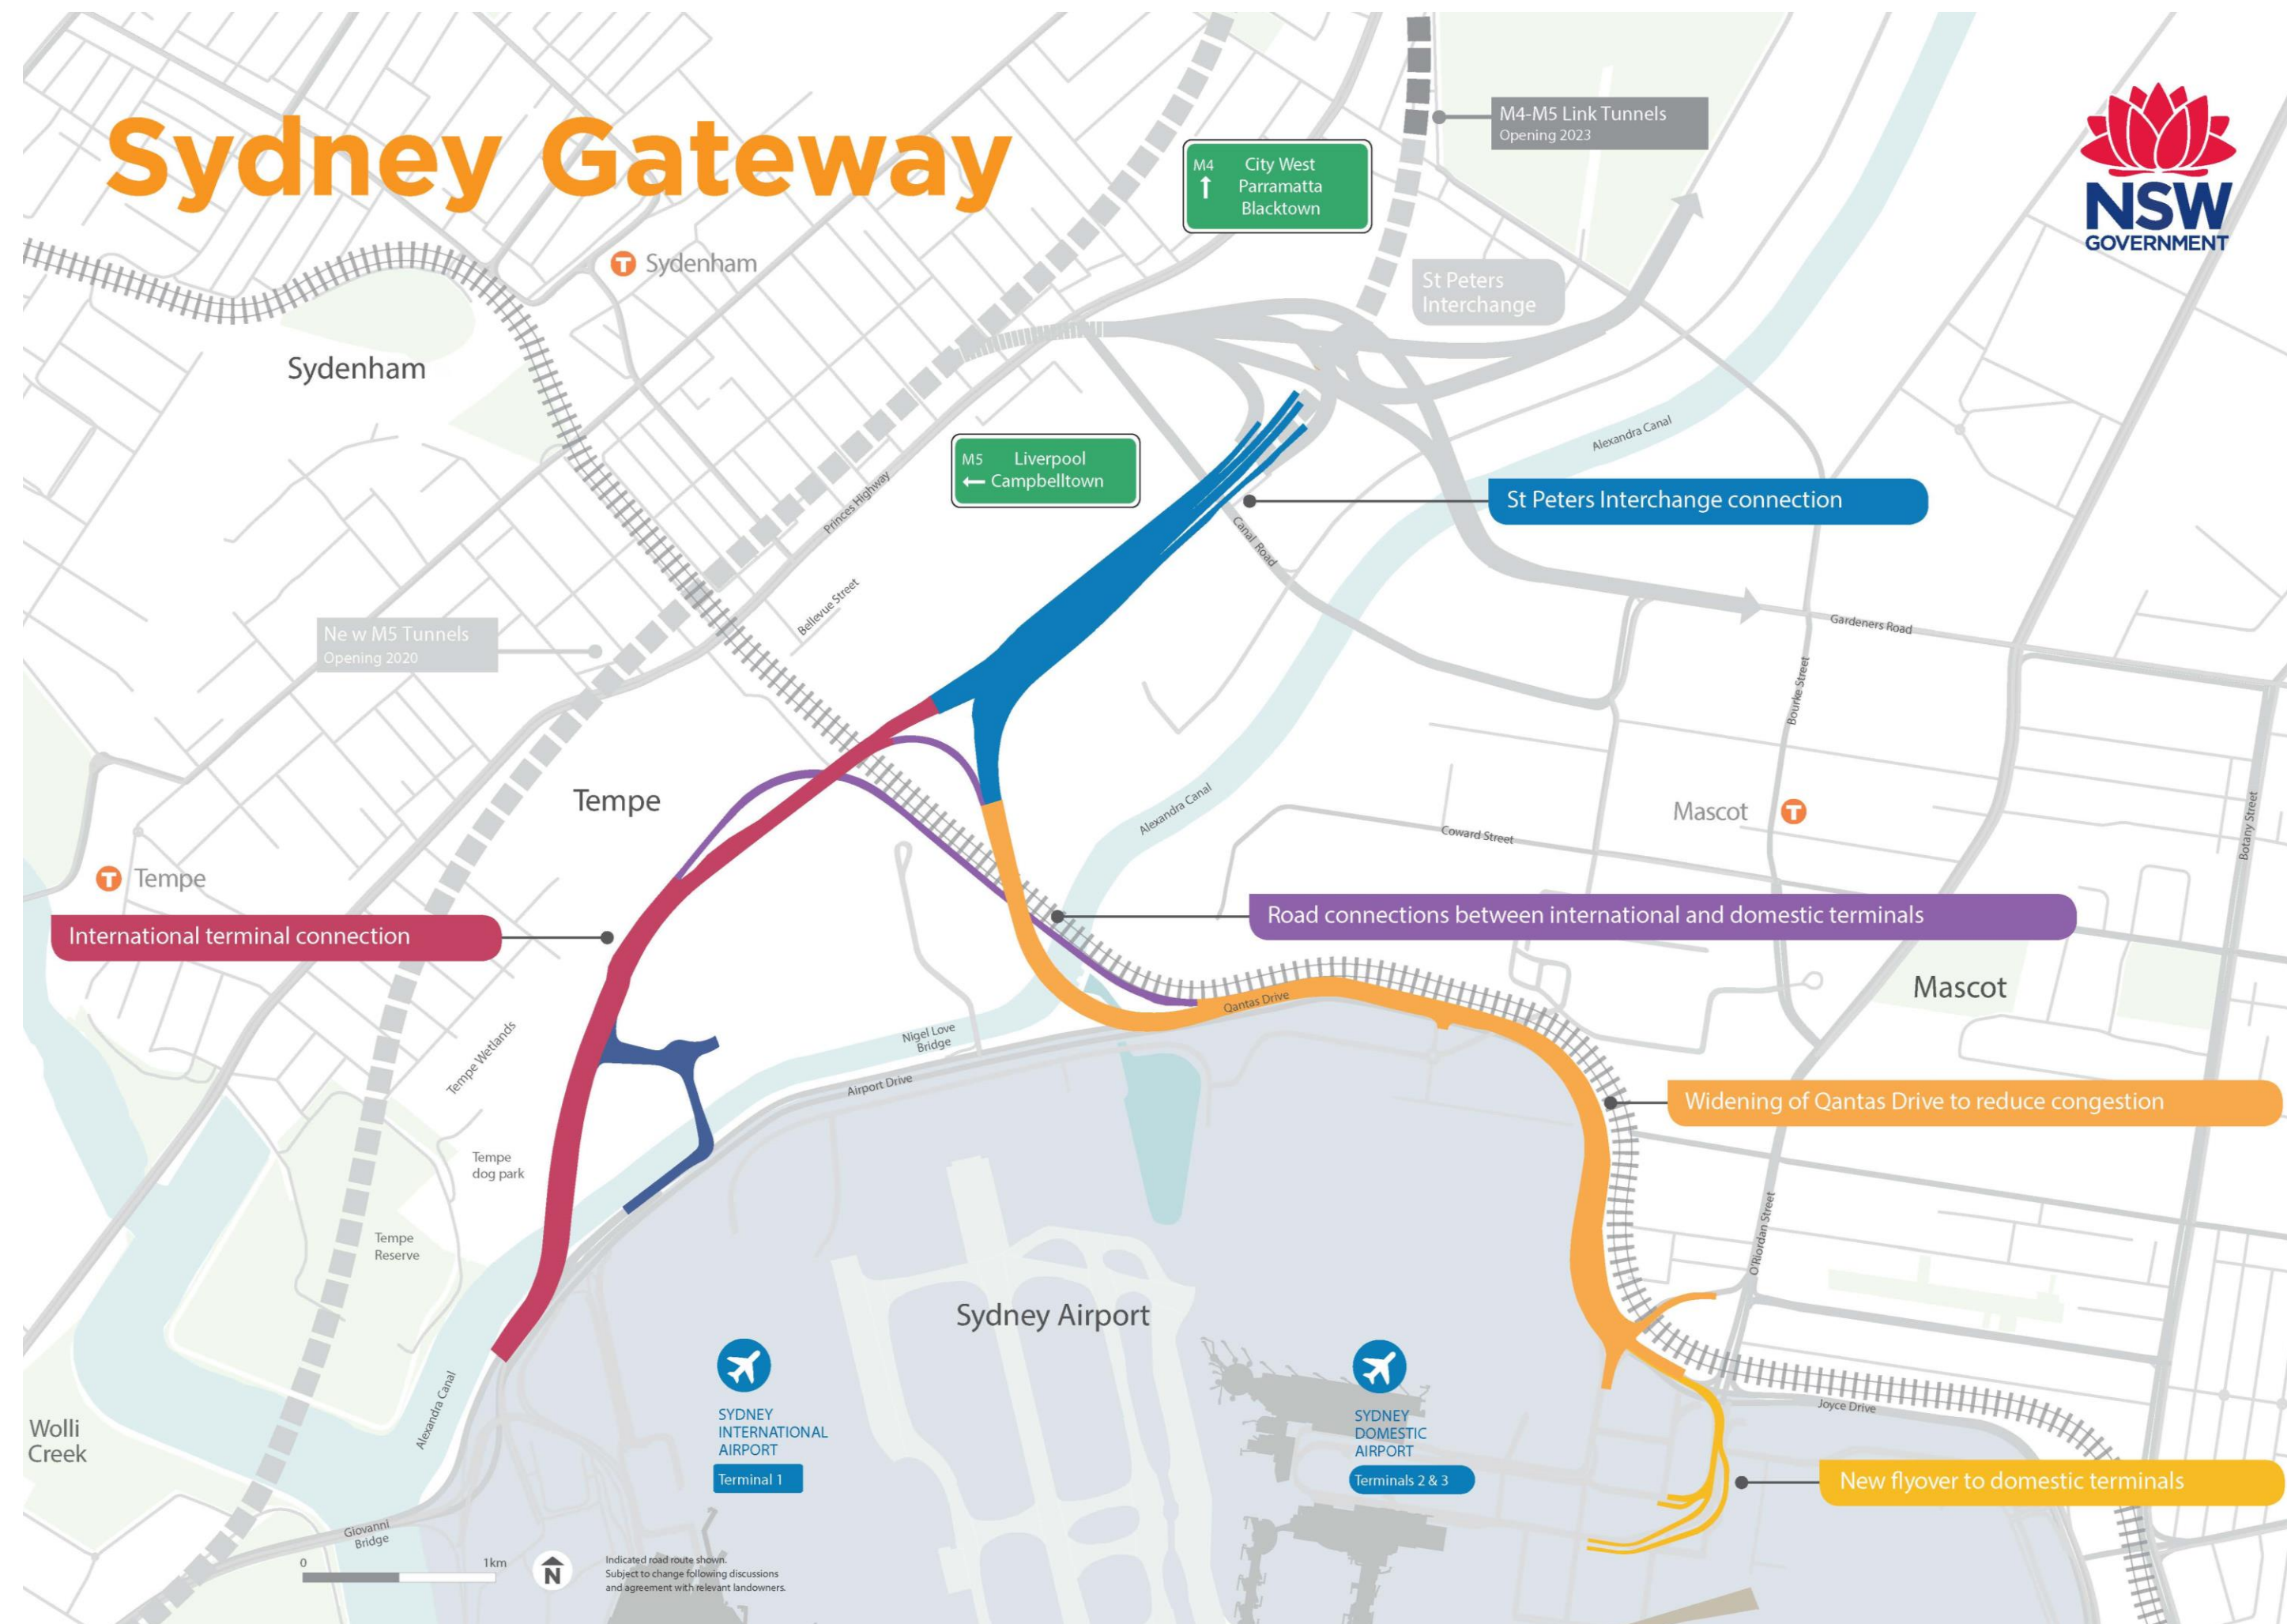 Sydney Gateway
M4-M5 Link Tunnels
Opening 2023
M4
City West
Parramatta
Blacktown
NSW
GOVERNMENT
T Sydenham
St Peters
Interchange
Sydenham
Alexandra Canal
M5
Liverpool
Campbelltown
Princes Highway
St Peters Interchange connection
Canal Road
Bellevue Street
Ne w M5 Tunnels
Opening 2020
Gardeners Road
Bourke Street
Tempe
Alexandra Canal
Mascot T
Coward Street
Botany Street
T Tempe
International terminal connection
Road connections between international and domestic terminals
Mascot
Qantas Drive
Nigel Love
Bridge
Tempe Wetlands
Airport Drive
Widening of Qantas Drive to reduce congestion
Tempe
dog park
Tempe
Reserve
O'Riordan Street
Sydney Airport
Alexandra Canal
Wolli
Creek
SYDNEY
INTERNATIONAL
AIRPORT
Terminal 1
SYDNEY
DOMESTIC
AIRPORT
Terminals 2 & 3
Joyce Drive
New flyover to domestic terminals
Giovanni
Bridge
0
1km
N
Indicated road route shown.
Subject to change following discussions
and agreement with relevant landowners.